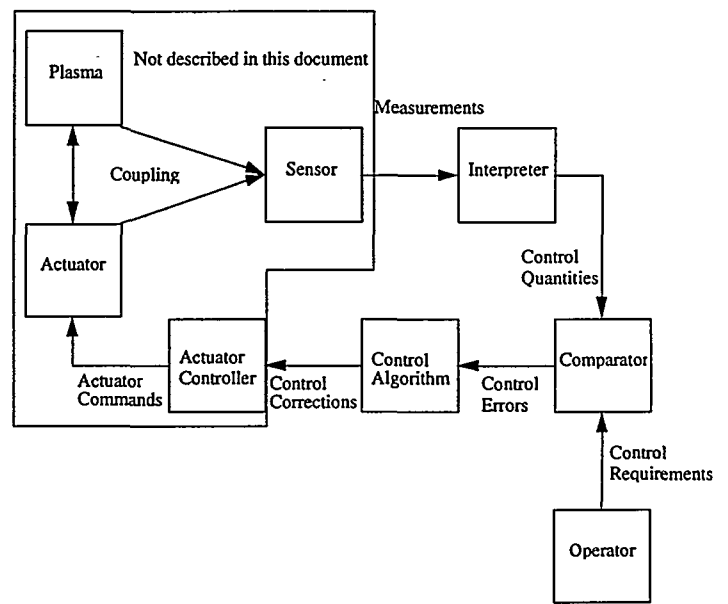 Plasma
Not described in this document
Measurements
Coupling
Sensor
Interpreter
Actuator
Control
Quantities
Actuator
Controller
Control
Algorithm
Comparator
Actuator
Commands
Control
Corrections
Control
Errors
Control
Requirements
Operator